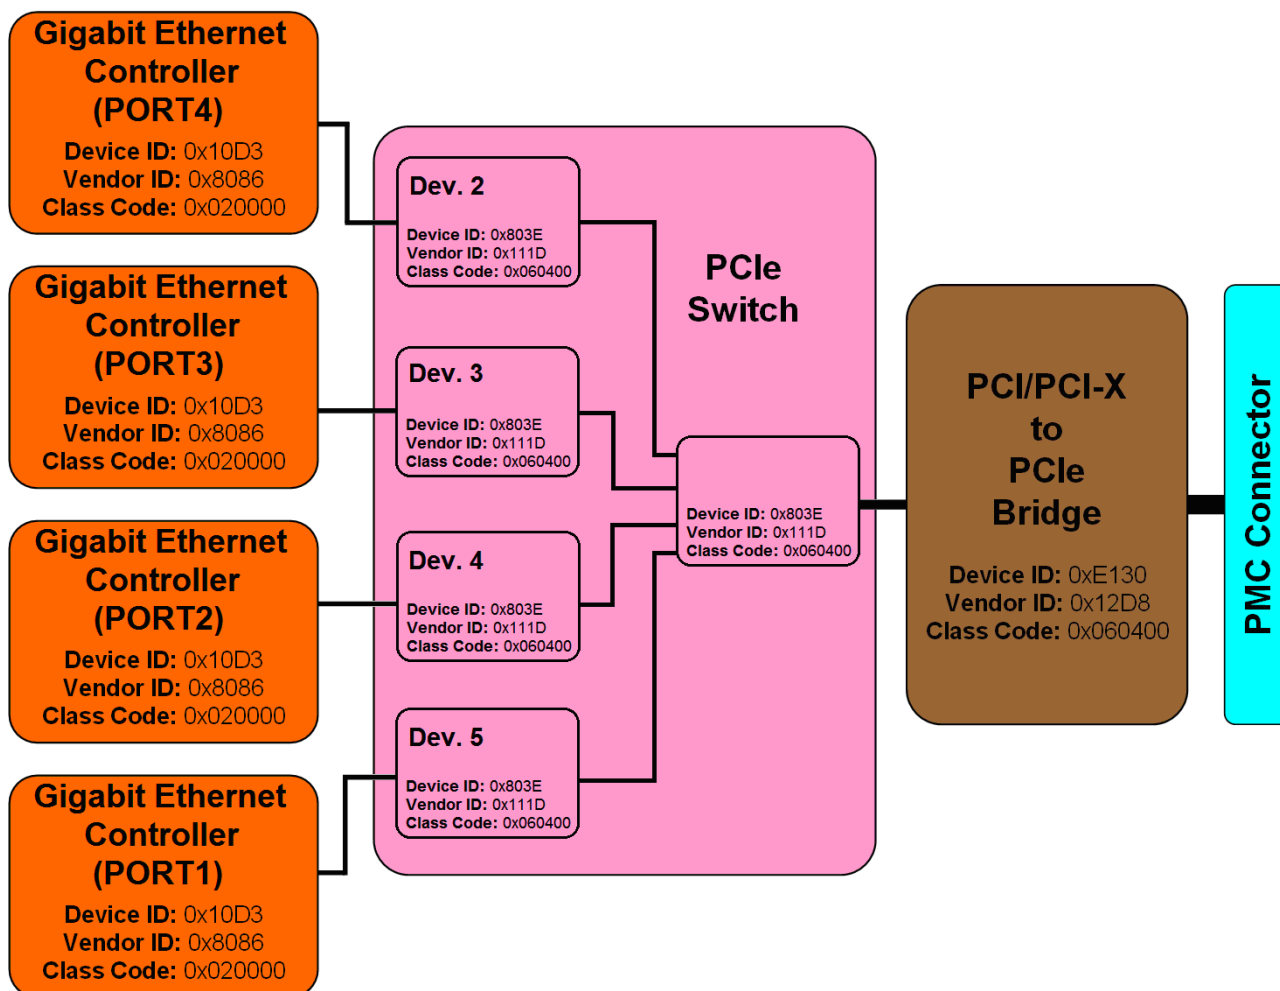 Gigabit Ethernet
Controller
(PORT4)
Device ID: 0x10D3
Vendor ID: 0x8086
Class Code: 0x020000
Gigabit Ethernet
Controller
(PORT3)
Device ID: 0x10D3
Vendor ID: 0x8086
Class Code: 0x020000
Gigabit Ethernet
Controller
(PORT2)
Device ID: 0x10D3
Vendor ID: 0x8086
Class Code: 0x020000
Gigabit Ethernet
Controller
(PORT1)
Device ID: 0x10D3
Vendor ID: 0x8086
Class Code: 0x020000
Dev. 2
Device ID: 0x803E
Vendor ID: 0x111D
Class Code: 0x060400
Dev. 3
Device ID: 0x803E
Vendor ID: 0x111D
Class Code: 0x060400
Dev. 4
Device ID: 0x803E
Vendor ID: 0x111D
Class Code: 0x060400
Dev. 5
Device ID: 0x803E
Vendor ID: 0x111D
Class Code: 0x060400
PCIe
Switch
Device ID: 0x803E
Vendor ID: 0x111D
Class Code: 0x060400
PCI/PCI-X
to
PCIe
Bridge
Device ID: 0xE130
Vendor ID: 0x12D8
Class Code: 0x060400
PMC Connector